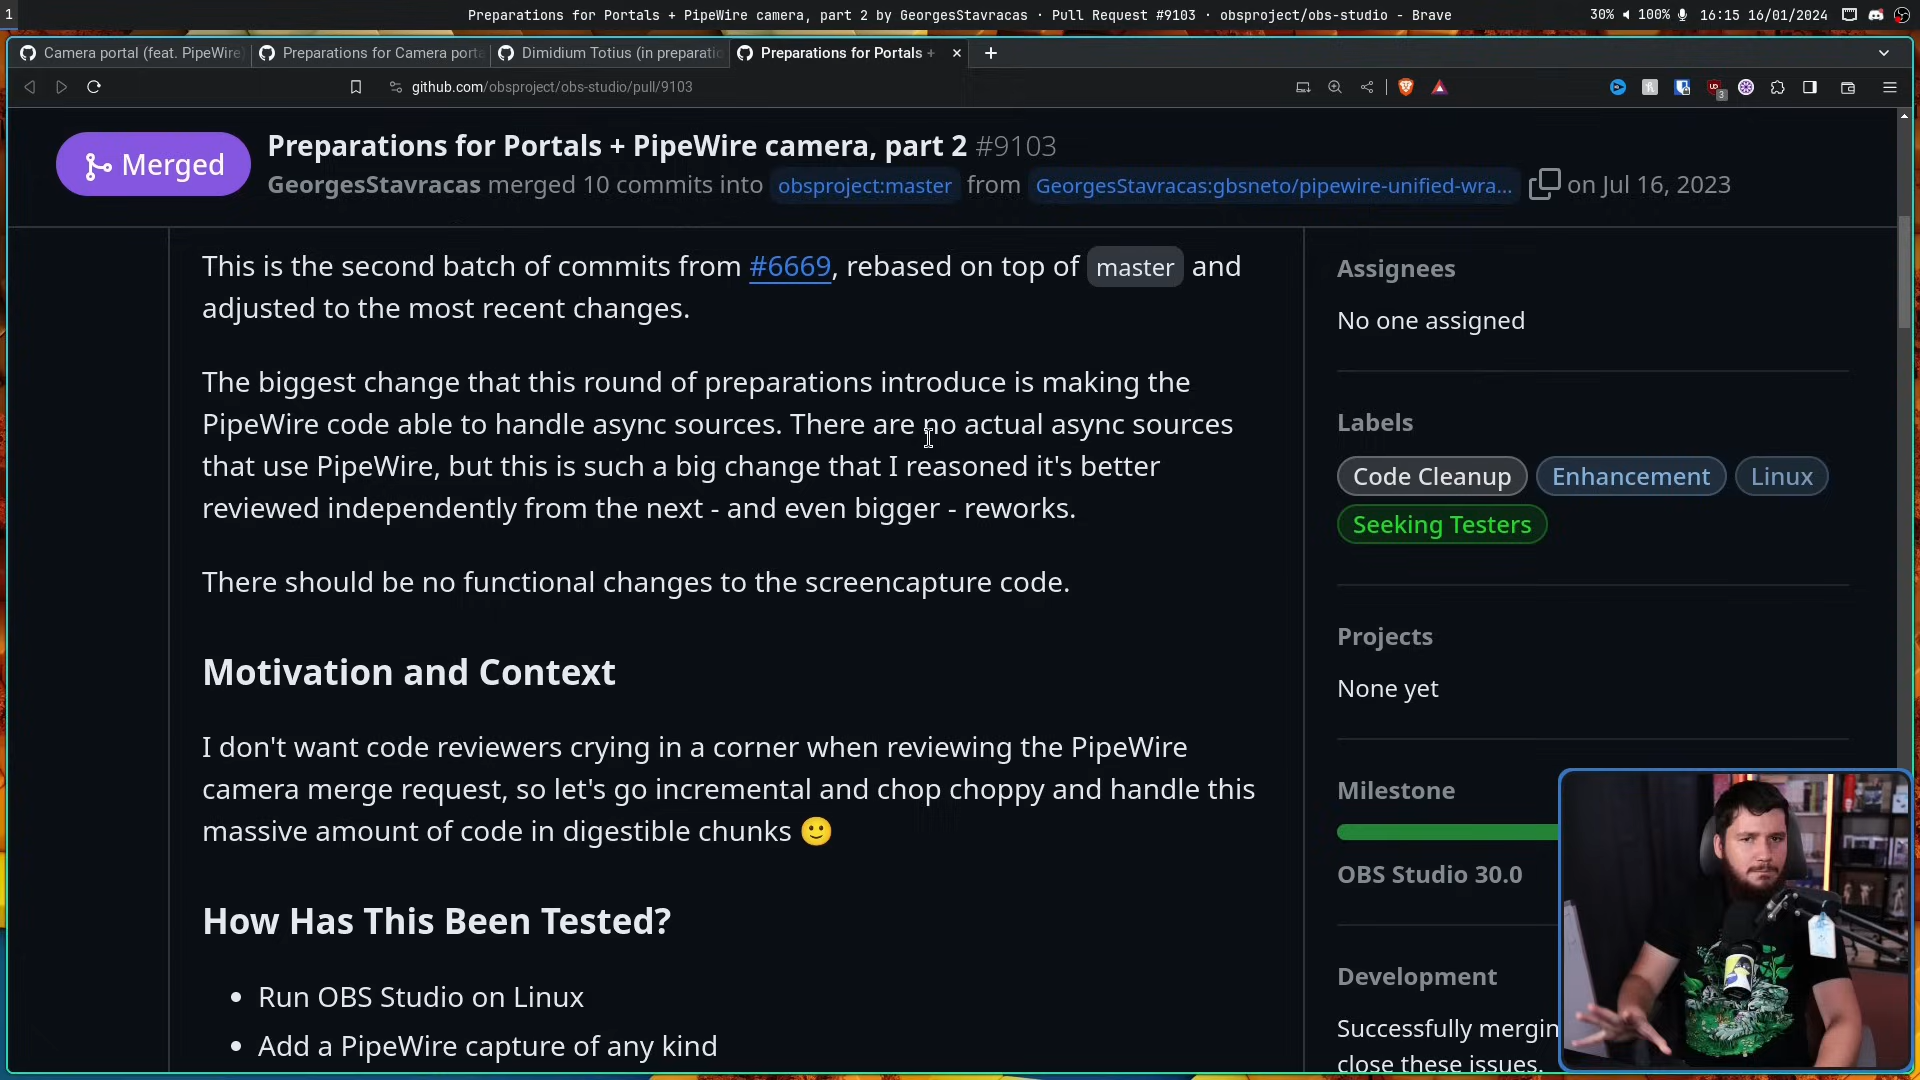 1
Preparations for Portals + PipeWire camera, part 2 by GeorgesStavracas · Pull Request #9103 · obsproject/obs-studio - Brave
30% 100% 16:15 16/01/2024
Camera portal (feat. PipeWire)
Preparations for Camera porta
Dimidium Totius (in preparatio
Preparations for Portals +
github.com/obsproject/obs-studio/pull/9103
3
Merged
Preparations for Portals + PipeWire camera, part 2 #9103
GeorgesStavracas merged 10 commits into obsproject:master from GeorgesStavracas:gbsneto/pipewire-unified-wra... on Jul 16, 2023
This is the second batch of commits from #6669, rebased on top of master and
adjusted to the most recent changes.
The biggest change that this round of preparations introduce is making the
PipeWire code able to handle async sources. There are no actual async sources
that use PipeWire, but this is such a big change that I reasoned it's better
reviewed independently from the next - and even bigger - reworks.
There should be no functional changes to the screencapture code.
Motivation and Context
I don't want code reviewers crying in a corner when reviewing the PipeWire
camera merge request, so let's go incremental and chop choppy and handle this
massive amount of code in digestible chunks 🙂
How Has This Been Tested?
• Run OBS Studio on Linux
• Add a PipeWire capture of any kind
Assignees
No one assigned
Labels
Code Cleanup Enhancement Linux
Seeking Testers
Projects
None yet
Milestone
OBS Studio 30.0
Development
Successfully mergin
close these issues.